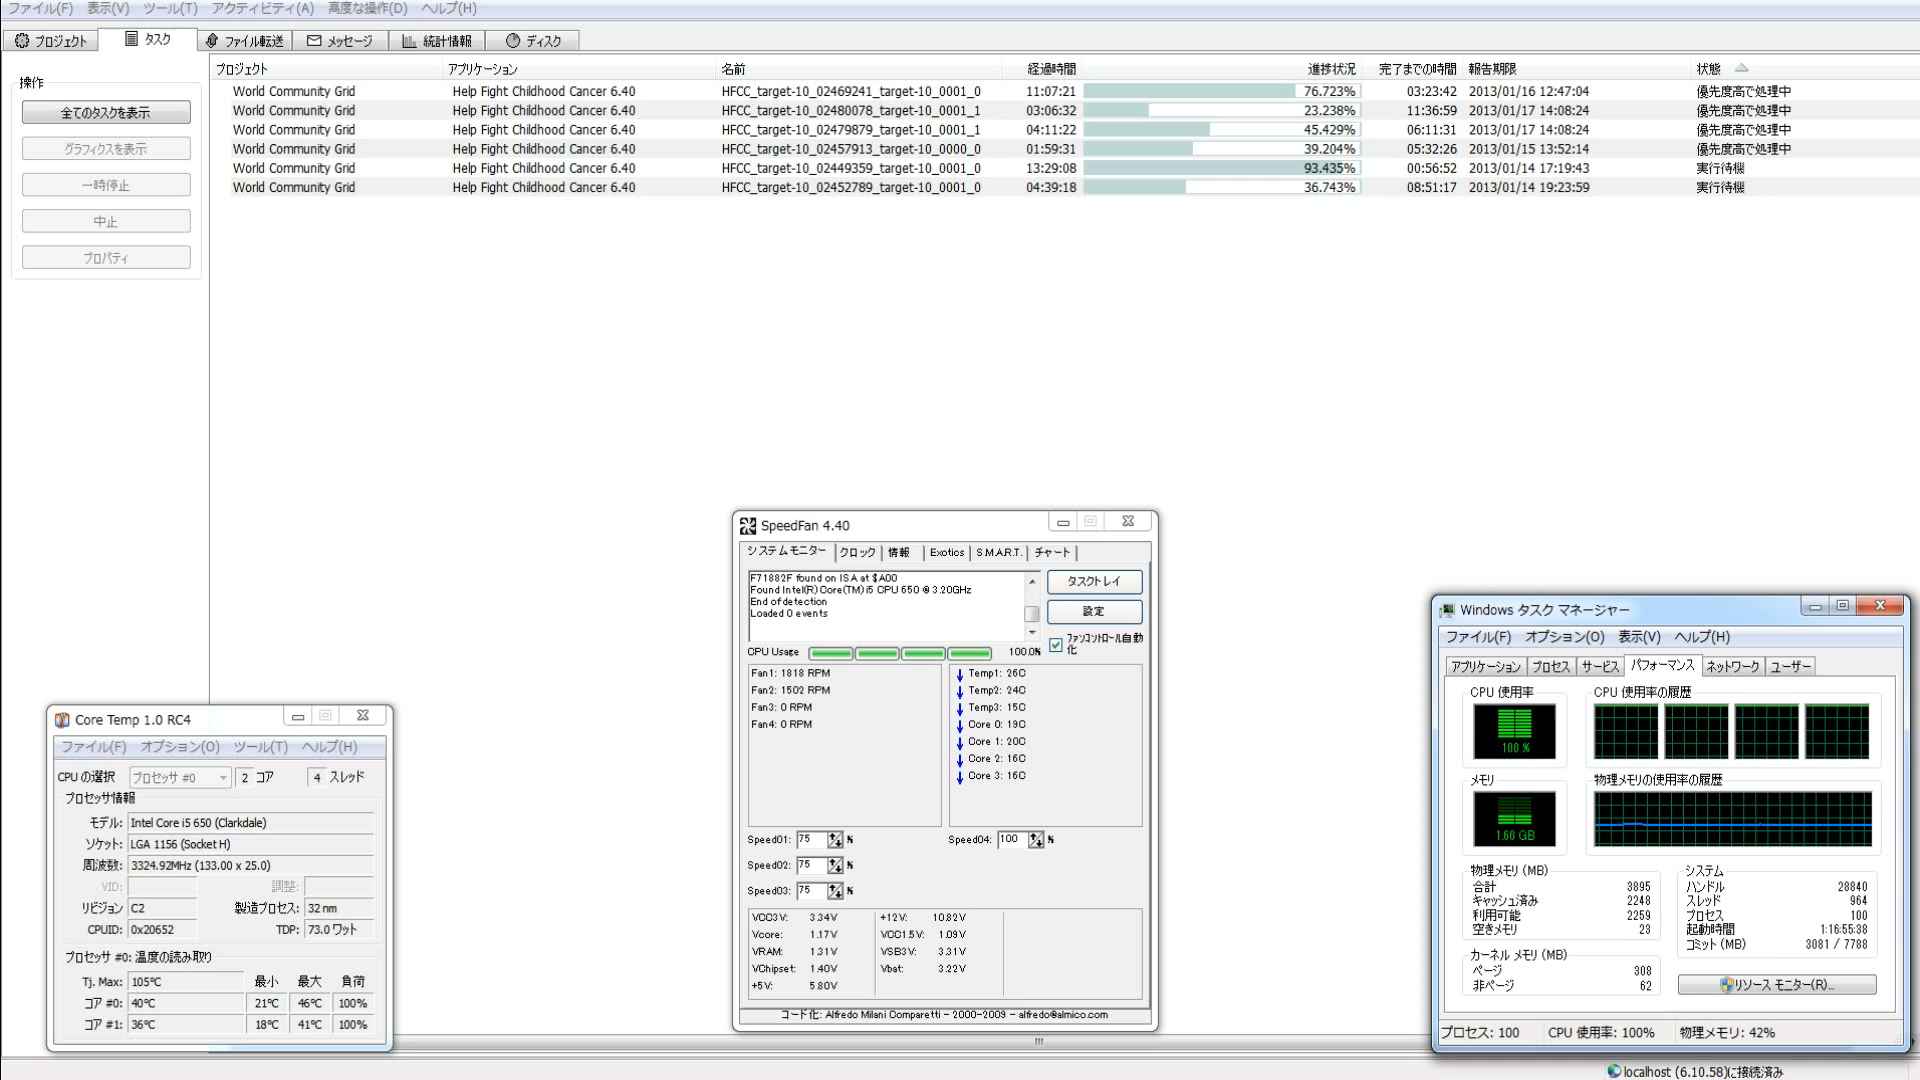 ファイル(F) 表示(V) ツール(T) アクティビティ(A) 高度な操作(D) ヘルプ(H)
プロジェクト タスク ファイル転送 メッセージ 統計情報 ディスク
操作
全てのタスクを表示
グラフィクスを表示
一時停止
中止
プロパティ
プロジェクト アプリケーション 名前 経過時間 進捗状況 完了までの時間 報告期限 状態
World Community Grid Help Fight Childhood Cancer 6.40 HFCC_target-10_02469241_target-10_0001_0 11:07:21 76.723% 03:23:42 2013/01/16 12:47:04 優先度高で処理中
World Community Grid Help Fight Childhood Cancer 6.40 HFCC_target-10_02480078_target-10_0001_1 03:06:32 23.238% 11:36:59 2013/01/17 14:08:24 優先度高で処理中
World Community Grid Help Fight Childhood Cancer 6.40 HFCC_target-10_02479879_target-10_0001_1 04:11:22 45.429% 06:11:31 2013/01/17 14:08:24 優先度高で処理中
World Community Grid Help Fight Childhood Cancer 6.40 HFCC_target-10_02457913_target-10_0000_0 01:59:31 39.204% 05:32:26 2013/01/15 13:52:14 優先度高で処理中
World Community Grid Help Fight Childhood Cancer 6.40 HFCC_target-10_02449359_target-10_0001_0 13:29:08 93.435% 00:56:52 2013/01/14 17:19:43 実行待機
World Community Grid Help Fight Childhood Cancer 6.40 HFCC_target-10_02452789_target-10_0001_0 04:39:18 36.743% 08:51:17 2013/01/14 19:23:59 実行待機
Core Temp 1.0 RC4
ファイル(F) オプション(O) ツール(T) ヘルプ(H)
CPU の選択 プロセッサ #0 2 コア 4 スレッド
プロセッサ情報
モデル: Intel Core i5 650 (Clarkdale)
ソケット: LGA 1156 (Socket H)
周波数: 3324.92MHz (133.00 x 25.0)
VID: 調整:
リビジョン C2 製造プロセス: 32 nm
CPUID: 0x20652 TDP: 73.0 ワット
プロセッサ #0: 温度の読み取り
Tj. Max: 105℃ 最小 最大 負荷
コア #0: 40℃ 21℃ 46℃ 100%
コア #1: 36℃ 18℃ 41℃ 100%
SpeedFan 4.40
システムモニター クロック 情報 Exotics S.M.A.R.T. チャート
F71882F found on ISA at $A00
Found Intel(R) Core(TM) i5 CPU 650 @ 3.20GHz
End of detection
Loaded 0 events
タスクトレイ
設定
ファンコントロール自動化
CPU Usage 100.0%
Fan1: 1818 RPM
Fan2: 1502 RPM
Fan3: 0 RPM
Fan4: 0 RPM
Temp1: 26C
Temp2: 24C
Temp3: 15C
Core 0: 19C
Core 1: 20C
Core 2: 16C
Core 3: 16C
Speed01: 75 % Speed04: 100 %
Speed02: 75 %
Speed03: 75 %
VCC3V: 3.34V +12V: 10.82V
Vcore: 1.17V VCC1.5V: 1.09V
VRAM: 1.31V VSB3V: 3.31V
VChipset: 1.40V Vbat: 3.22V
+5V: 5.80V
コード化: Alfredo Milani Comparetti - 2000-2009 - alfredo@almico.com
Windows タスク マネージャー
ファイル(F) オプション(O) 表示(V) ヘルプ(H)
アプリケーション プロセス サービス パフォーマンス ネットワーク ユーザー
CPU 使用率 CPU 使用率の履歴
100 %
メモリ 物理メモリの使用率の履歴
1.60 GB
物理メモリ (MB)
合計 3895
キャッシュ済み 2248
利用可能 2259
空きメモリ 23
カーネル メモリ (MB)
ページ 308
非ページ 62
システム
ハンドル 28840
スレッド 964
プロセス 100
起動時間 1:16:55:38
コミット (MB) 3081 / 7788
リソース モニター(R)...
プロセス: 100 CPU 使用率: 100% 物理メモリ: 42%
localhost (6.10.58)に接続済み